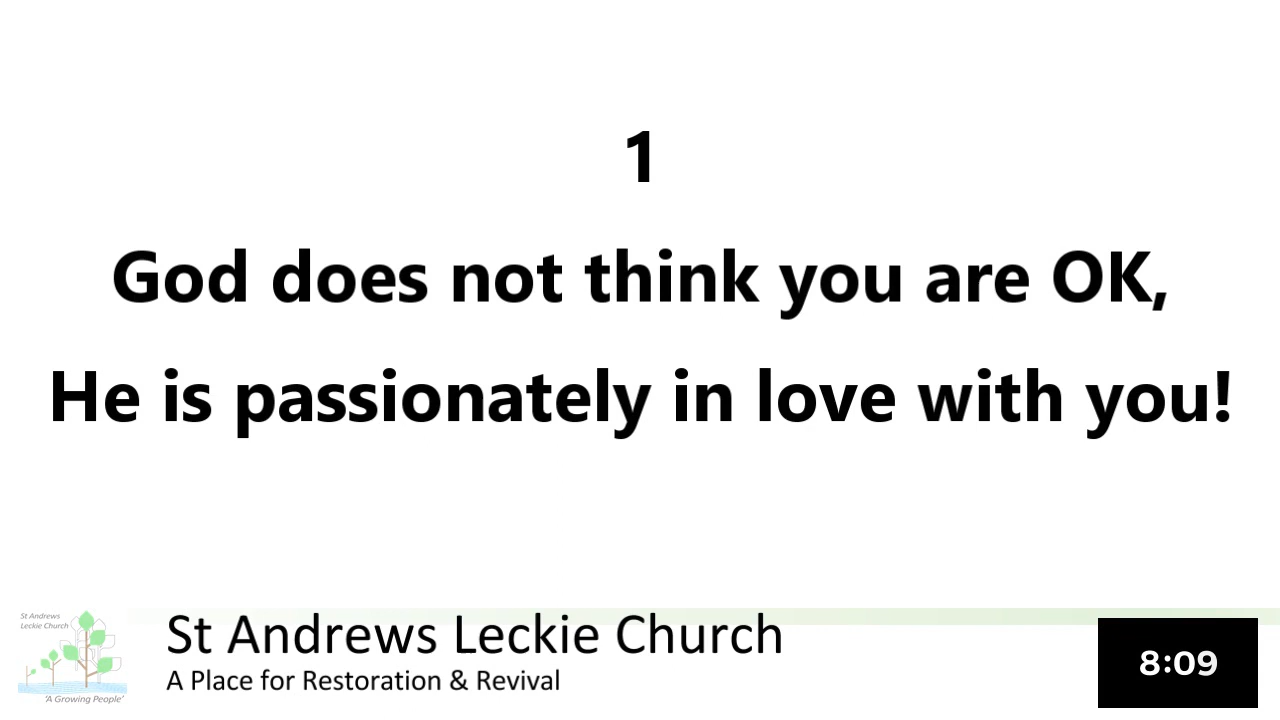 1
God does not think you are OK,
He is passionately in love with you!
St Andrews
Leckie Church
'A Growing People'
St Andrews Leckie Church
A Place for Restoration & Revival
8:09